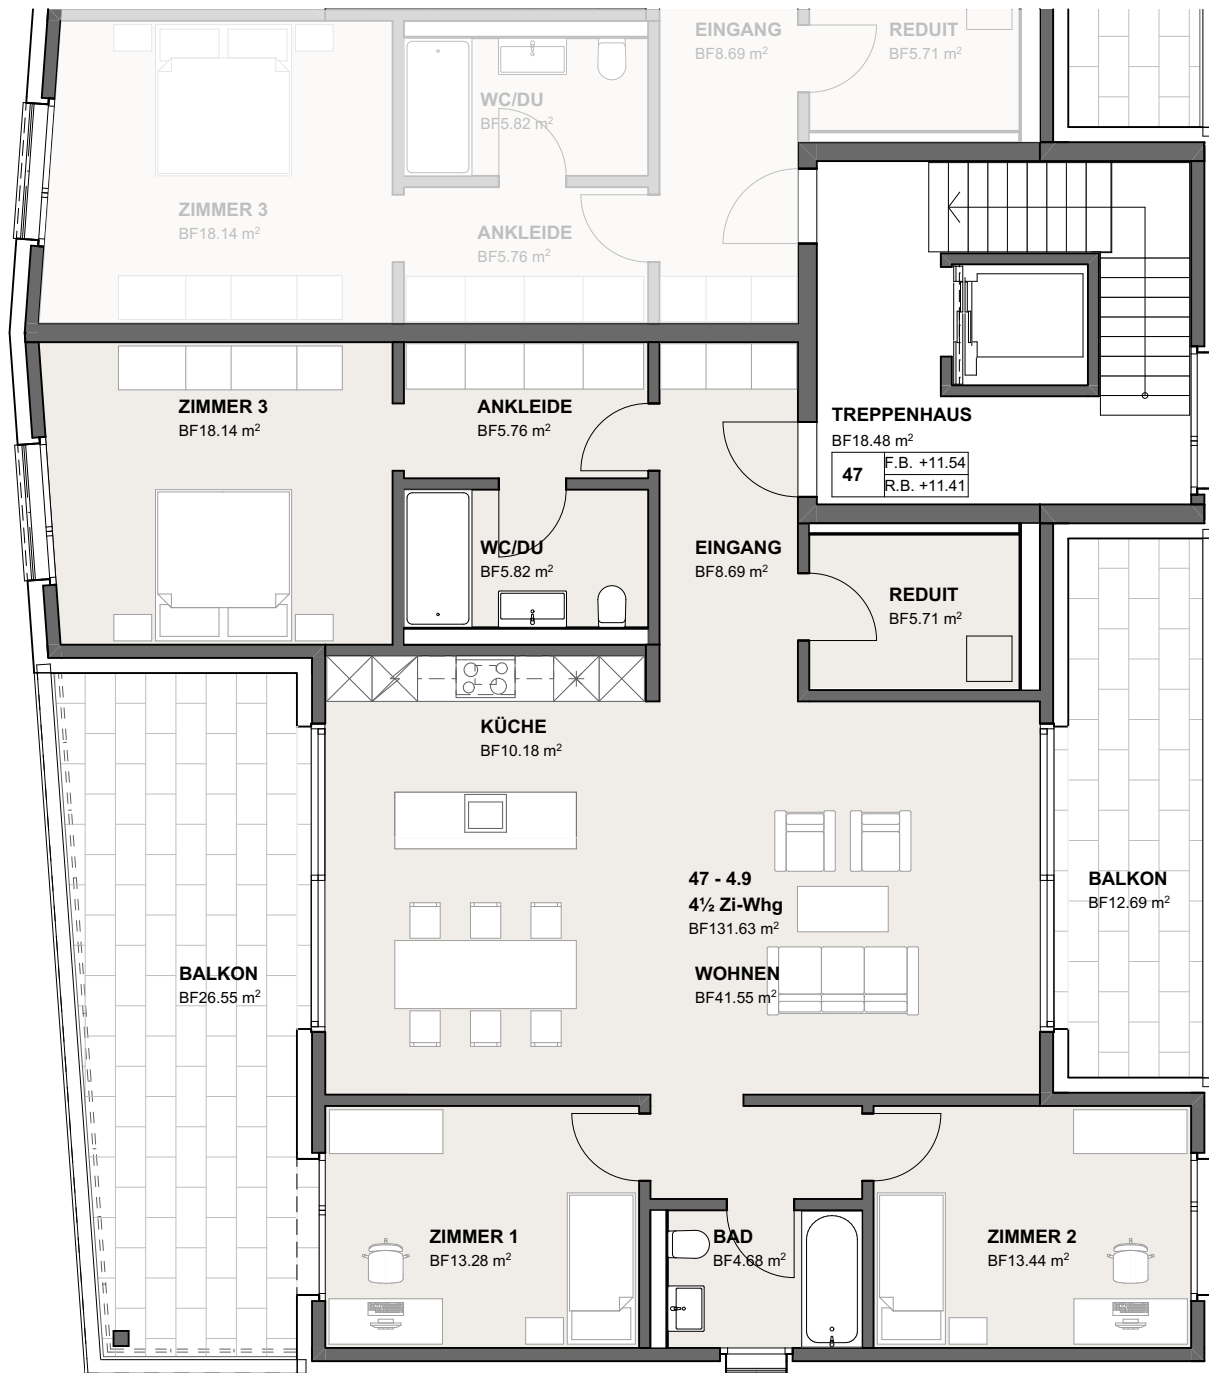 EINGANG
BF8.69 m²
REDUIT
BF5.71 m²
WC/DU
BF5.82 m²
ZIMMER 3
BF18.14 m²
ANKLEIDE
BF5.76 m²
ZIMMER 3
BF18.14 m²
ANKLEIDE
BF5.76 m²
TREPPENHAUS
BF18.48 m²
47
F.B. +11.54
R.B. +11.41
WC/DU
BF5.82 m²
EINGANG
BF8.69 m²
REDUIT
BF5.71 m²
KÜCHE
BF10.18 m²
47 - 4.9
4½ Zi-Whg
BF131.63 m²
BALKON
BF12.69 m²
BALKON
BF26.55 m²
WOHNEN
BF41.55 m²
ZIMMER 1
BF13.28 m²
BAD
BF4.68 m²
ZIMMER 2
BF13.44 m²